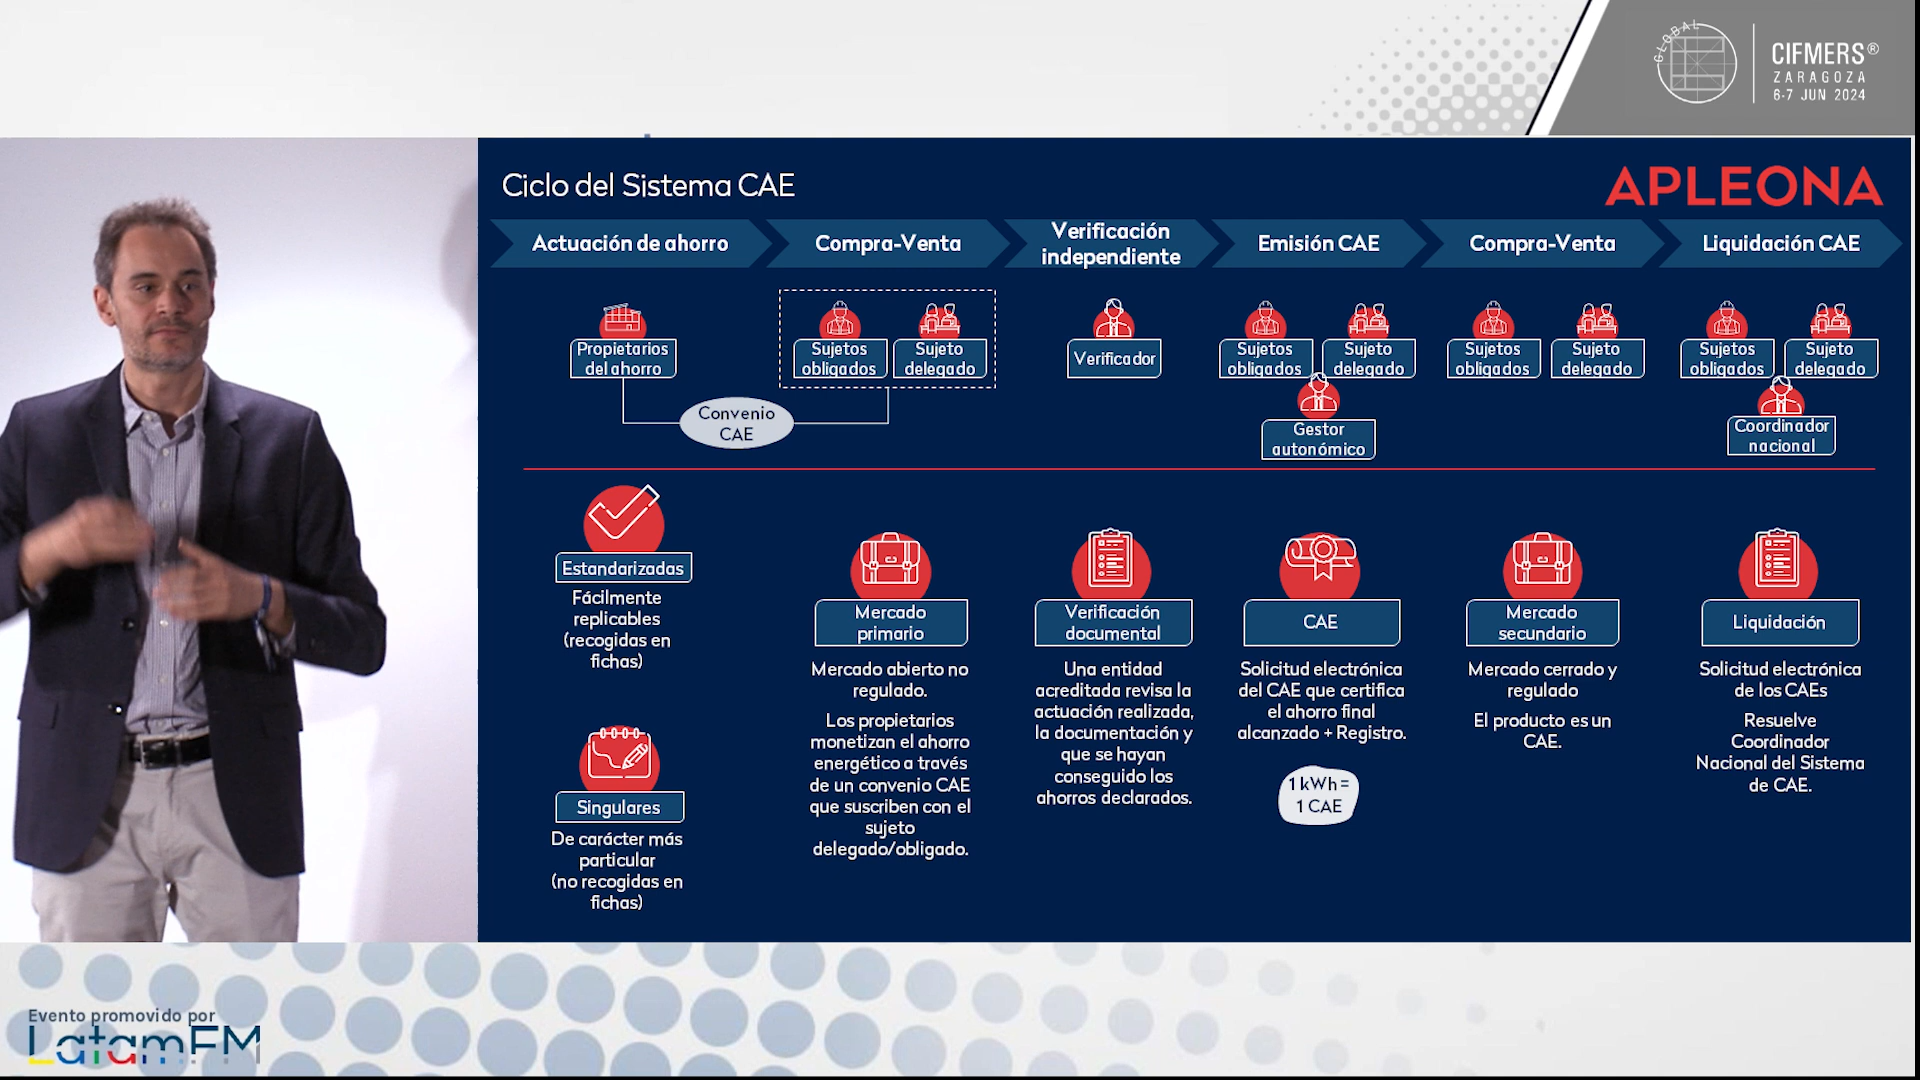 GLOBAL
CIFMERS®
ZARAGOZA
6-7 JUN 2024
Ciclo del Sistema CAE
APLEONA
Actuación de ahorro
Compra-Venta
Verificación
independiente
Emisión CAE
Compra-Venta
Liquidación CAE
Propietarios
del ahorro
Sujetos
obligados
Sujeto
delegado
Convenio
CAE
Verificador
Sujetos
obligados
Sujeto
delegado
Gestor
autonómico
Sujetos
obligados
Sujeto
delegado
Sujetos
obligados
Sujeto
delegado
Coordinador
nacional
Estandarizadas
Fácilmente
replicables
(recogidas en
fichas)
Singulares
De carácter más
particular
(no recogidas en
fichas)
Mercado
primario
Mercado abierto no
regulado.
Los propietarios
monetizan el ahorro
energético a través
de un convenio CAE
que suscriben con el
sujeto
delegado/obligado.
Verificación
documental
Una entidad
acreditada revisa la
actuación realizada,
la documentación y
que se hayan
conseguido los
ahorros declarados.
CAE
Solicitud electrónica
del CAE que certifica
el ahorro final
alcanzado + Registro.
1 kWh =
1 CAE
Mercado
secundario
Mercado cerrado y
regulado
El producto es un
CAE.
Liquidación
Solicitud electrónica
de los CAEs
Resuelve
Coordinador
Nacional del Sistema
de CAE.
Evento promovido por
LatamFM